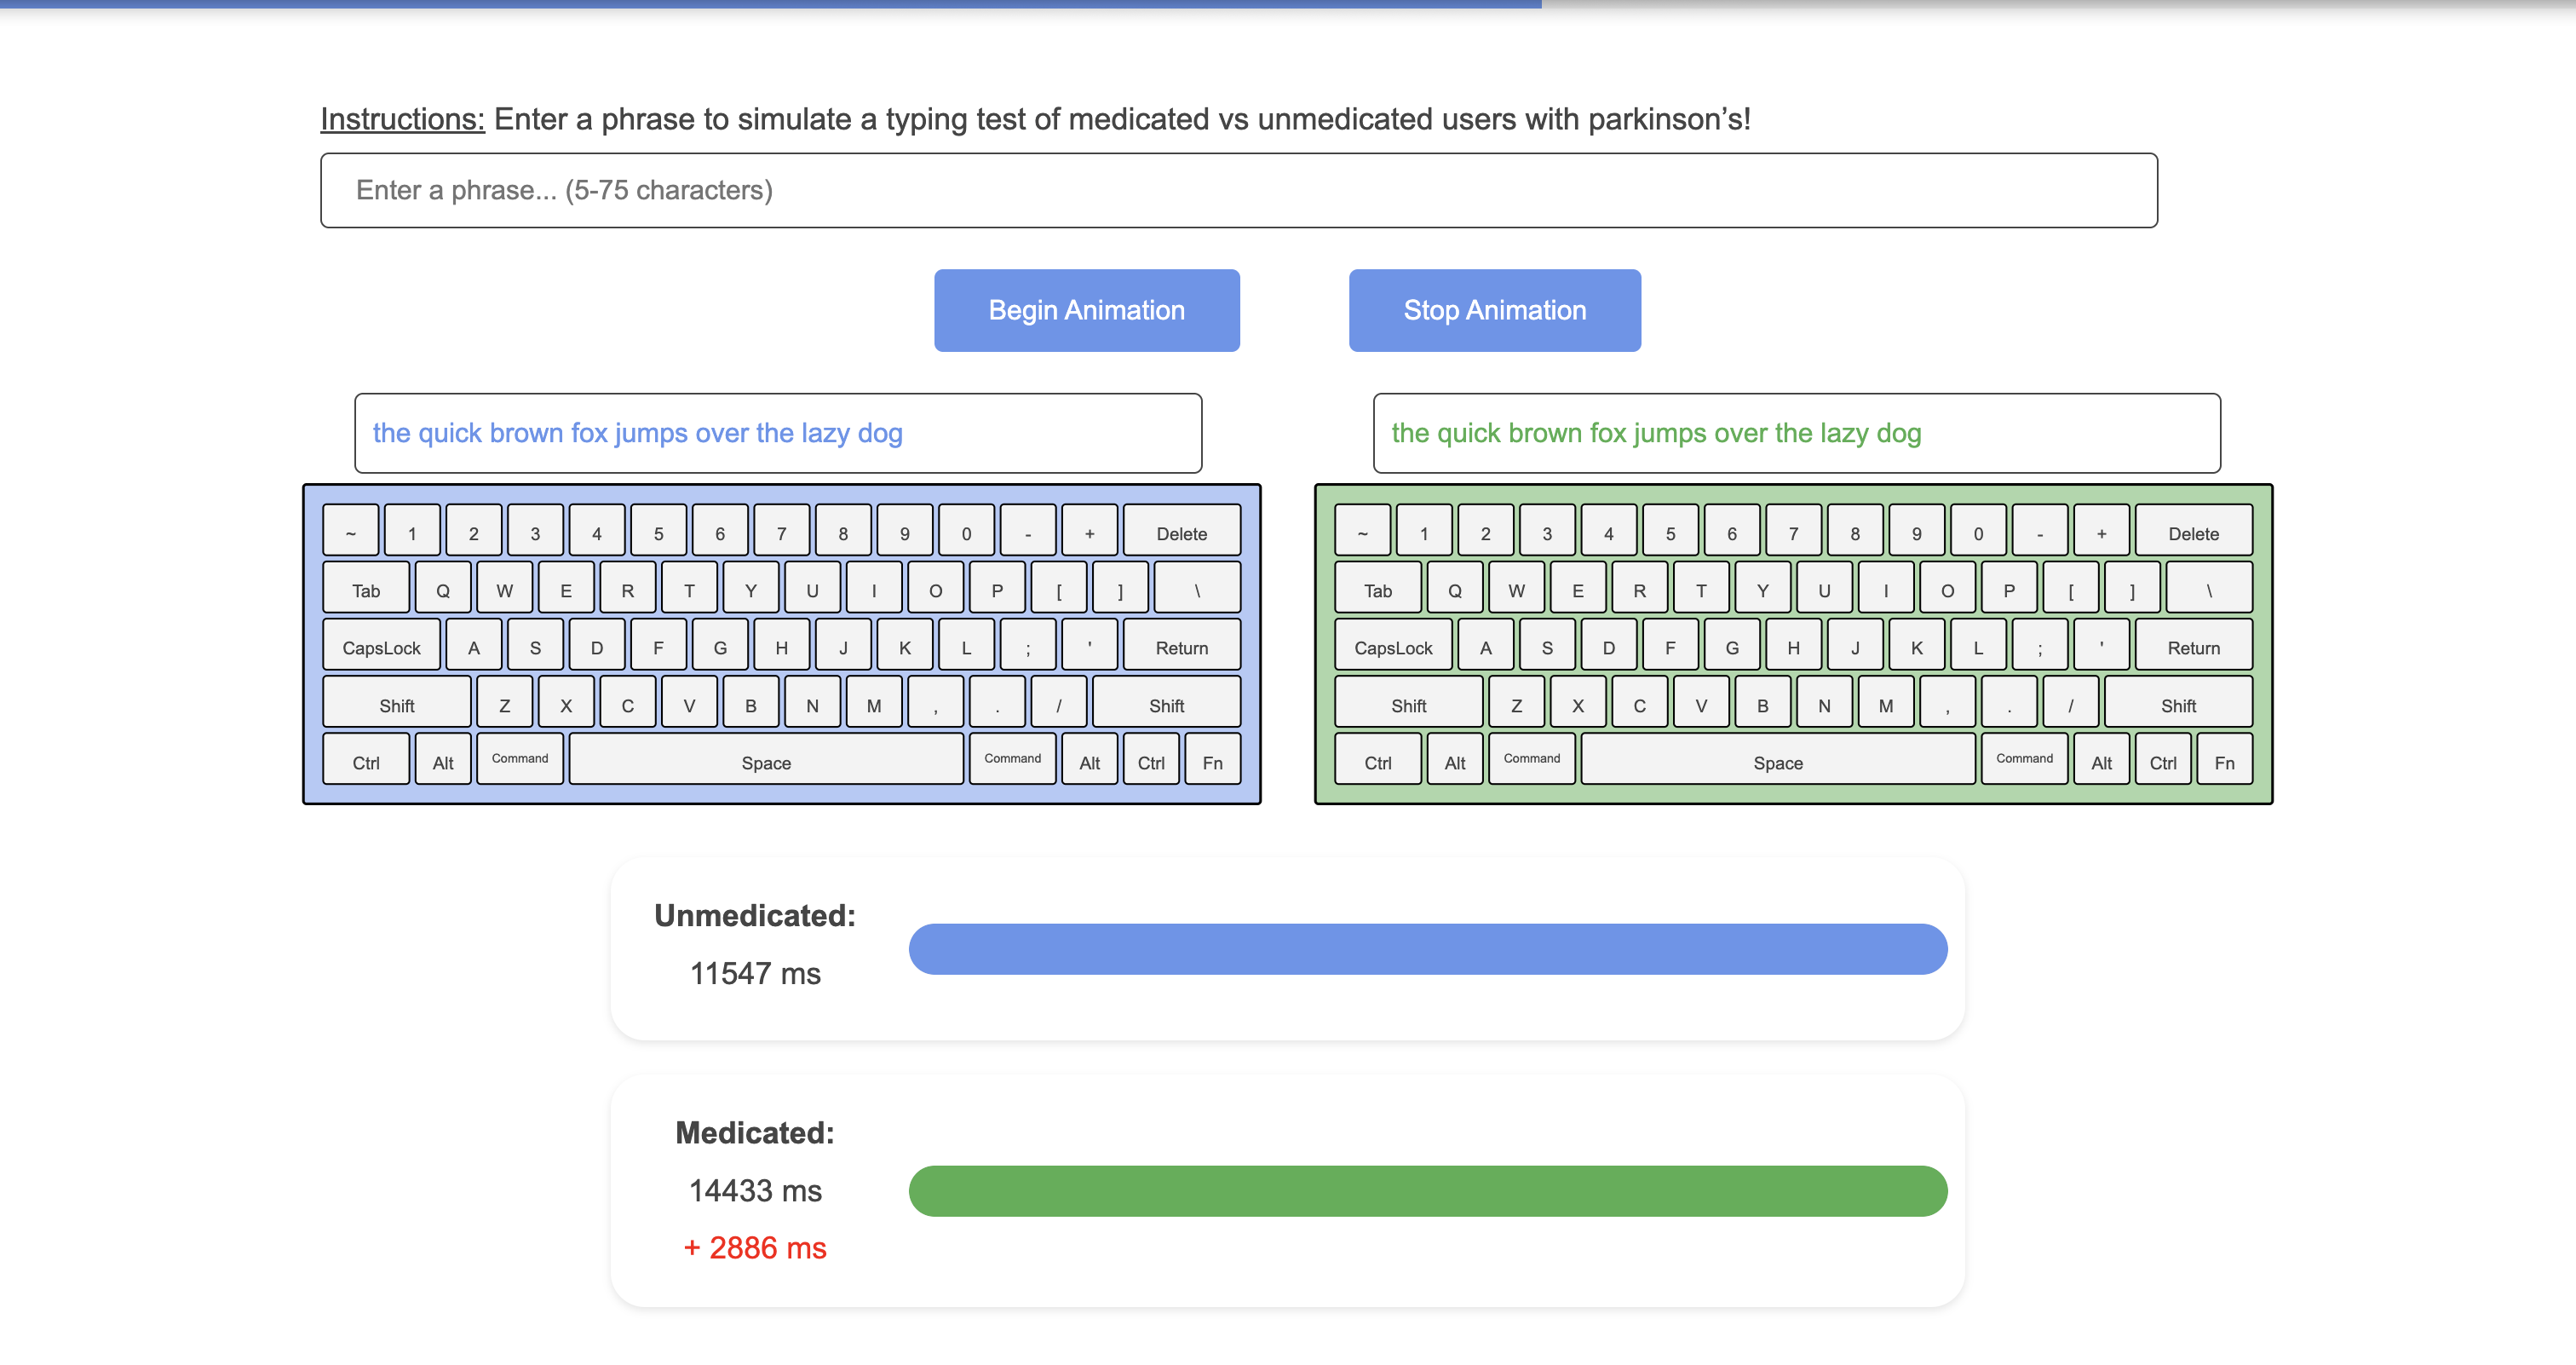 Instructions: Enter a phrase to simulate a typing test of medicated vs unmedicated users with parkinson’s!
Enter a phrase... (5-75 characters)
Begin Animation Stop Animation
the quick brown fox jumps over the lazy dog
~ 1 2 3 4 5 6 7 8 9 0 - + Delete
Tab Q W E R T Y U I O P [ ] \
CapsLock A S D F G H J K L ; ' Return
Shift Z X C V B N M , . / Shift
Ctrl Alt Command Space Command Alt Ctrl Fn
the quick brown fox jumps over the lazy dog
~ 1 2 3 4 5 6 7 8 9 0 - + Delete
Tab Q W E R T Y U I O P [ ] \
CapsLock A S D F G H J K L ; ' Return
Shift Z X C V B N M , . / Shift
Ctrl Alt Command Space Command Alt Ctrl Fn
Unmedicated:
11547 ms
Medicated:
14433 ms
+ 2886 ms